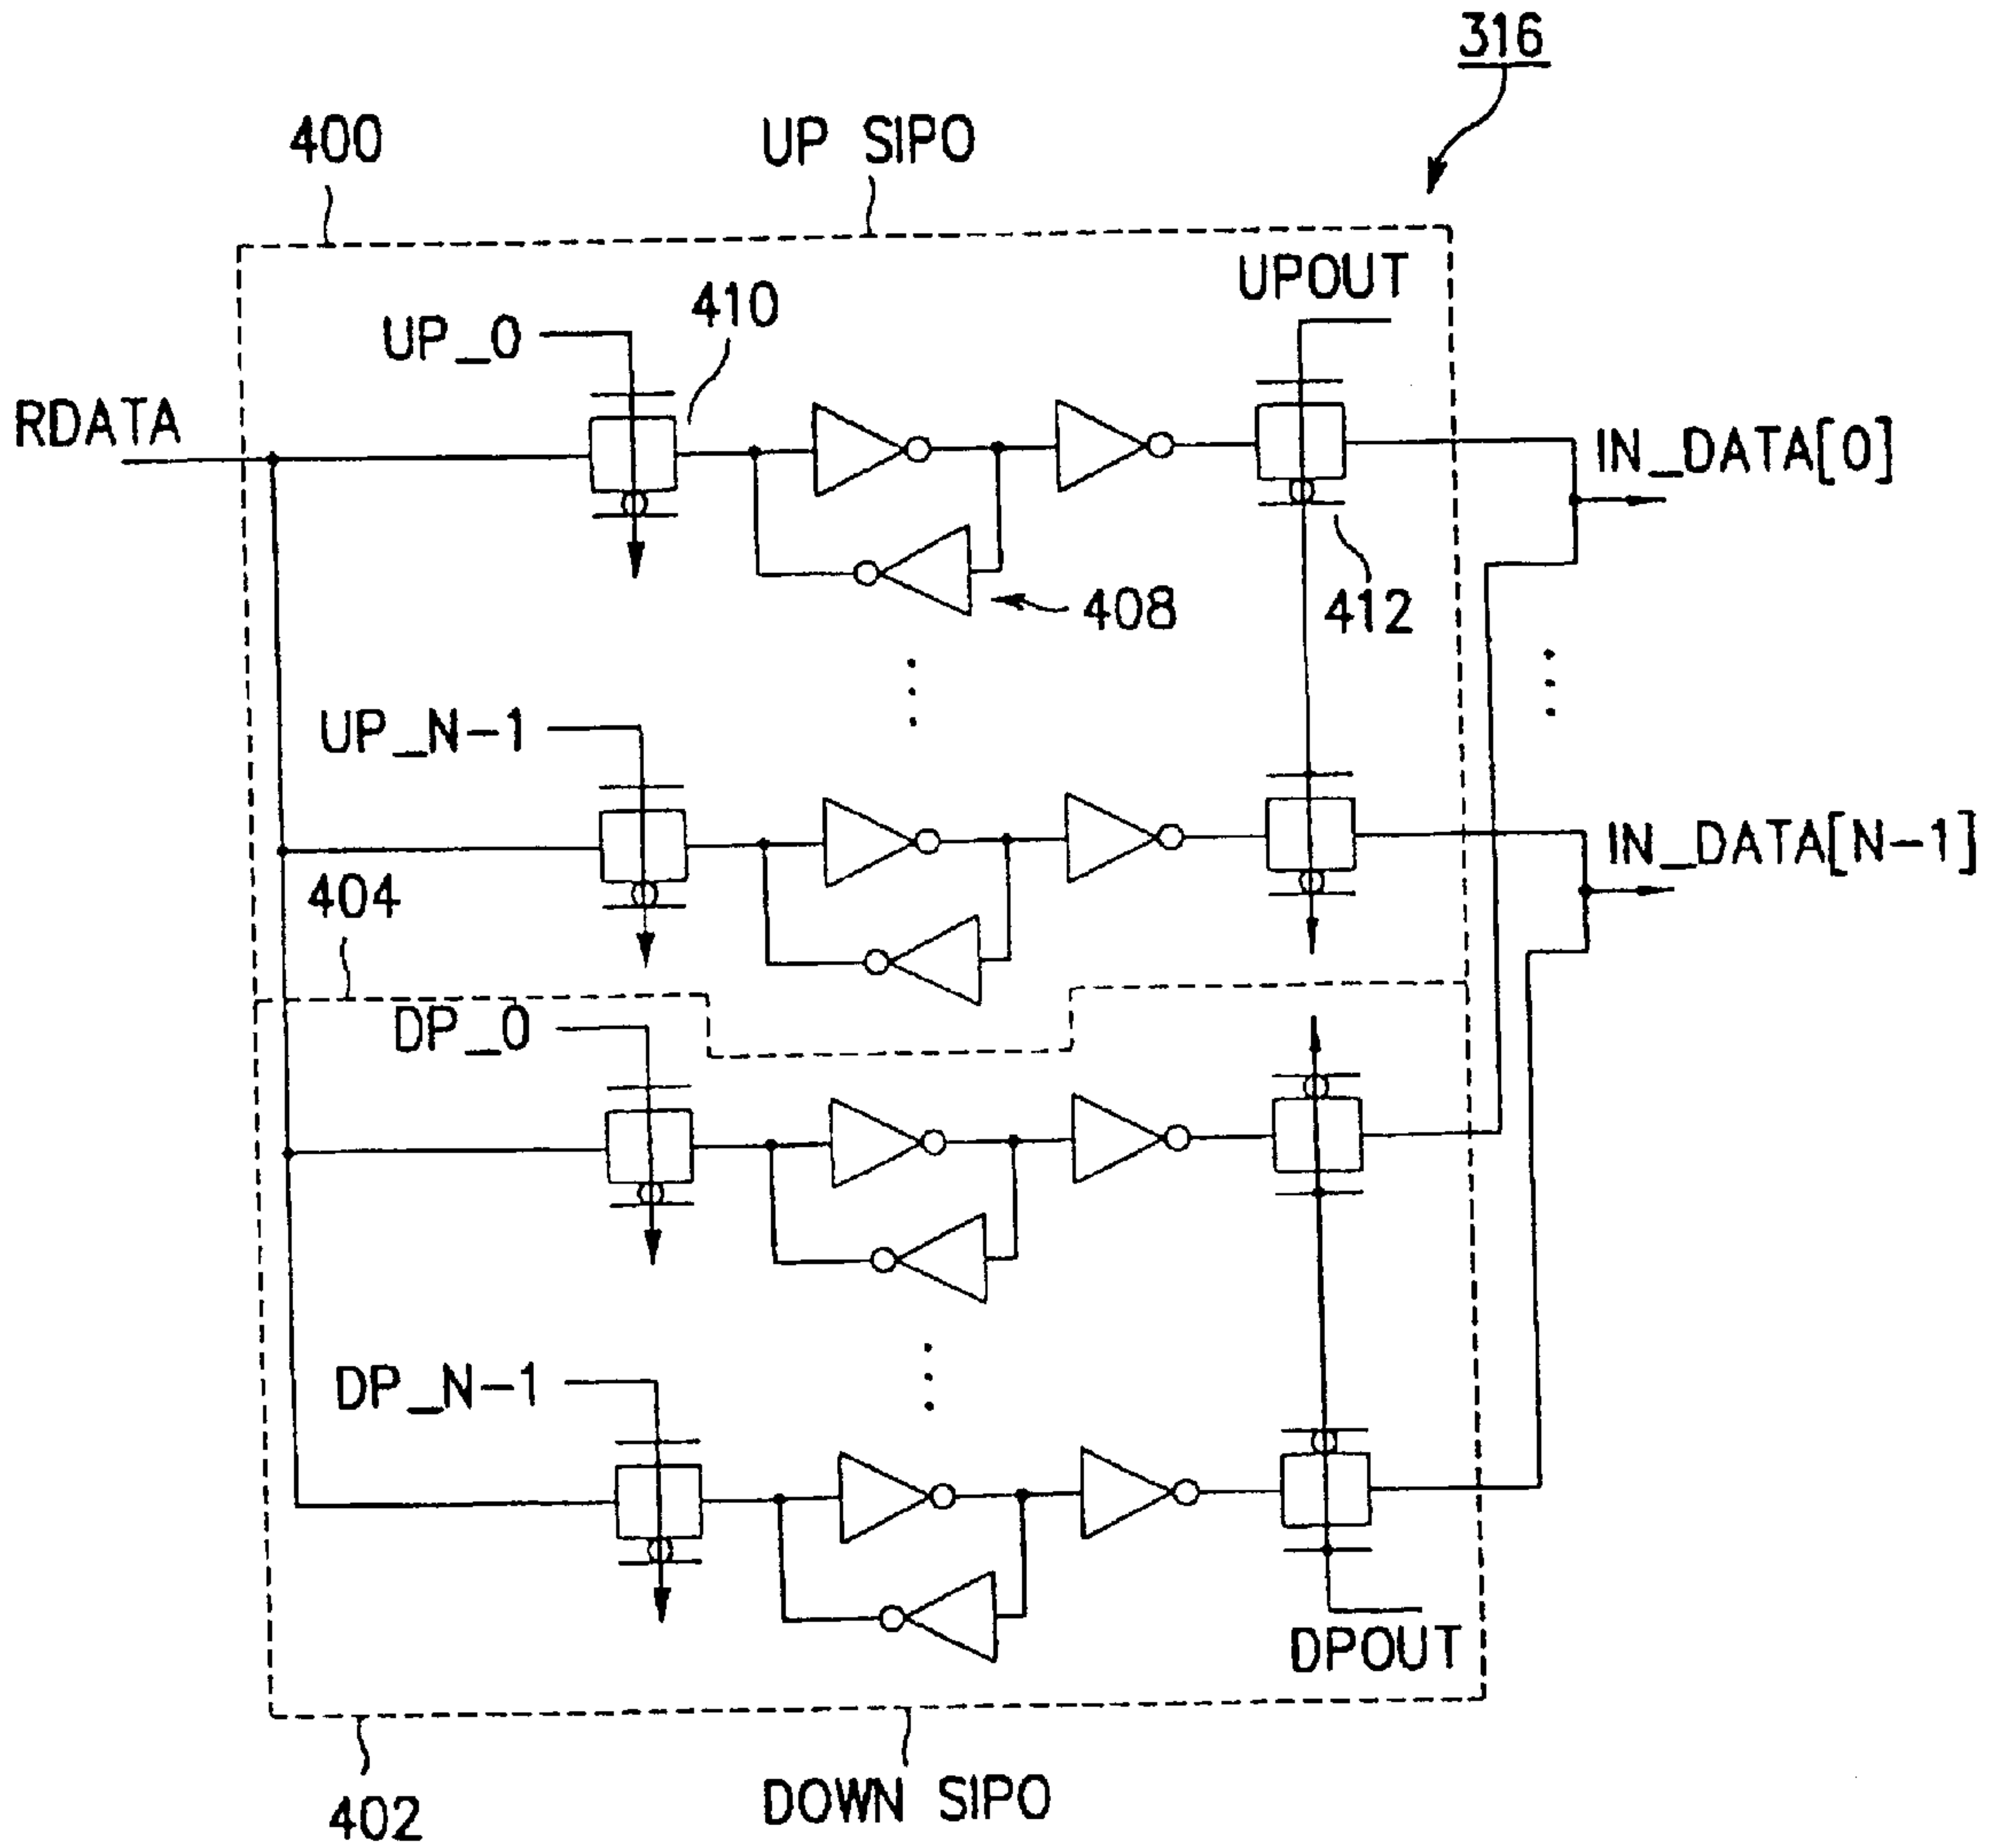 316
400
UP SIPO
UPOUT
410
UP_0
RDATA
IN_DATA[0]
408
412
UP_N-1
IN_DATA[N-1]
404
DP_0
DP_N-1
DPOUT
402
DOWN SIPO